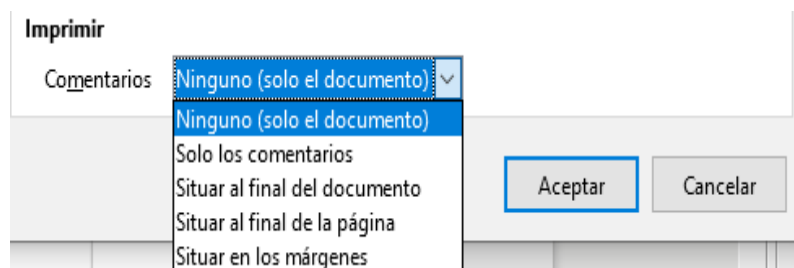 Imprimir
Comentarios Ninguno (solo el documento)
Ninguno (solo el documento)
Solo los comentarios
Situar al final del documento
Situar al final de la página
Situar en los márgenes
Aceptar Cancelar